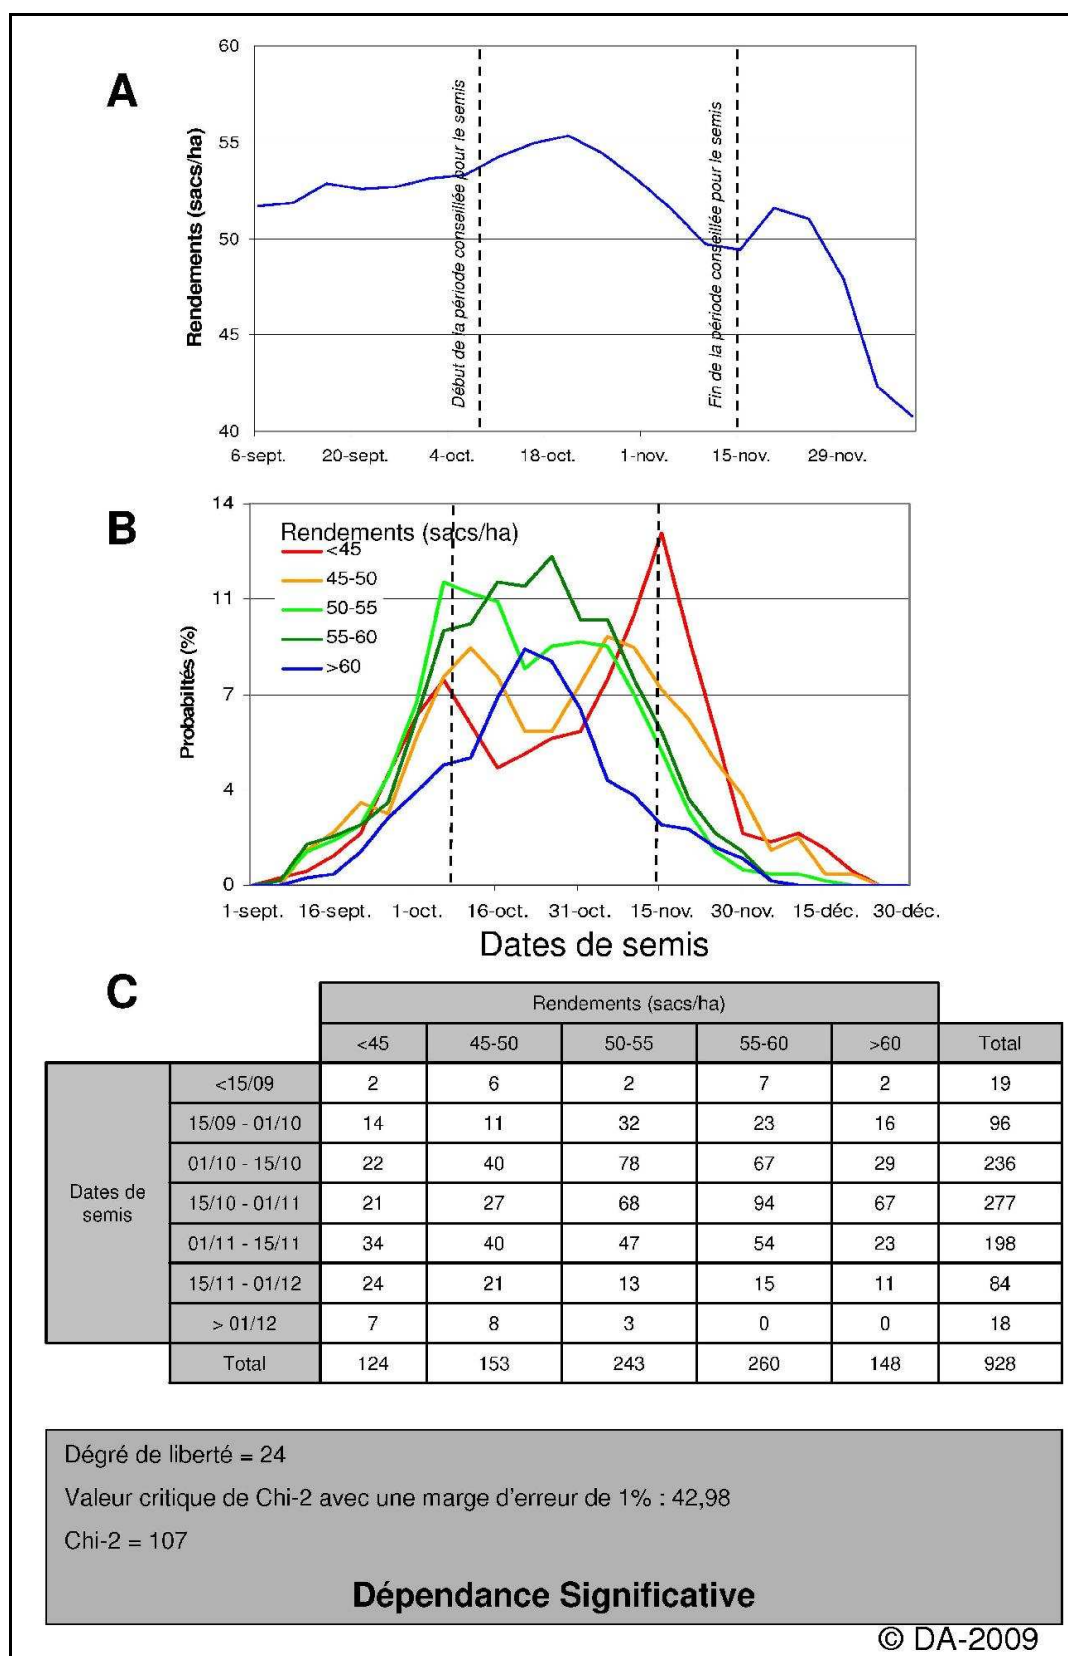 A
Rendements (sacs/ha)
60
55
50
45
40
Début de la période conseillée pour le semis
Fin de la période conseillée pour le semis
6-sept. 20-sept. 4-oct. 18-oct. 1-nov. 15-nov. 29-nov.
B
Probabiltés (%)
14
11
7
4
0
Rendements (sacs/ha)
<45
45-50
50-55
55-60
>60
1-sept. 16-sept. 1-oct. 16-oct. 31-oct. 15-nov. 30-nov. 15-déc. 30-déc.
Dates de semis
C
Rendements (sacs/ha)
<45 45-50 50-55 55-60 >60 Total
Dates de
semis
<15/09 2 6 2 7 2 19
15/09 - 01/10 14 11 32 23 16 96
01/10 - 15/10 22 40 78 67 29 236
15/10 - 01/11 21 27 68 94 67 277
01/11 - 15/11 34 40 47 54 23 198
15/11 - 01/12 24 21 13 15 11 84
> 01/12 7 8 3 0 0 18
Total 124 153 243 260 148 928
Dégré de liberté = 24
Valeur critique de Chi-2 avec une marge d'erreur de 1% : 42,98
Chi-2 = 107
Dépendance Significative
© DA-2009